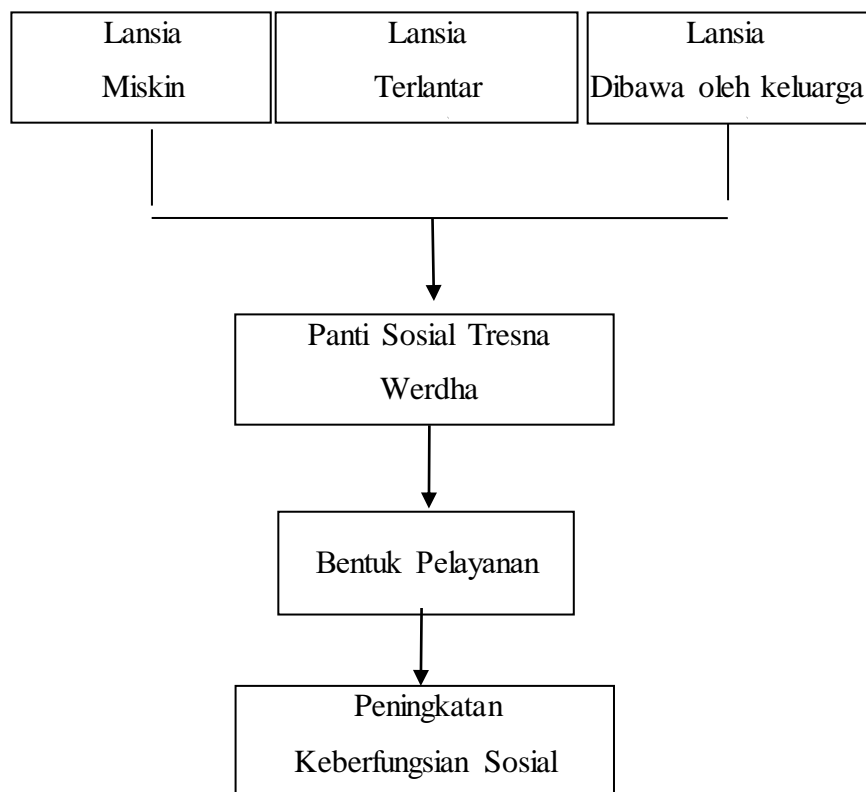 Lansia
Miskin
Lansia
Terlantar
Lansia
Dibawa oleh keluarga
Panti Sosial Tresna
Werdha
Bentuk Pelayanan
Peningkatan
Keberfungsian Sosial